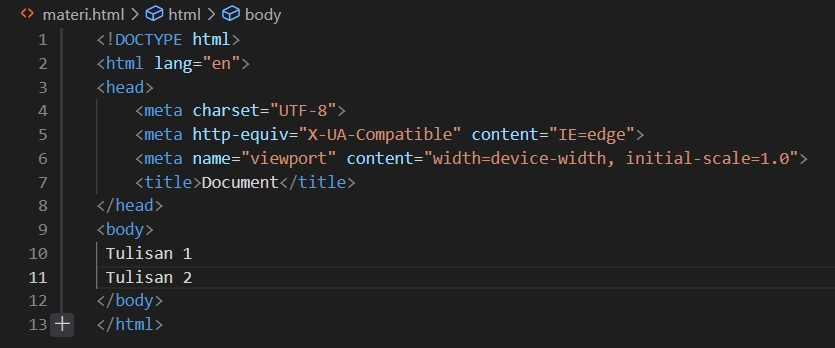 materi.html > html > body
1 <!DOCTYPE html>
2 <html lang="en">
3 <head>
4 <meta charset="UTF-8">
5 <meta http-equiv="X-UA-Compatible" content="IE=edge">
6 <meta name="viewport" content="width=device-width, initial-scale=1.0">
7 <title>Document</title>
8 </head>
9 <body>
10 Tulisan 1
11 Tulisan 2
12 </body>
13 </html>